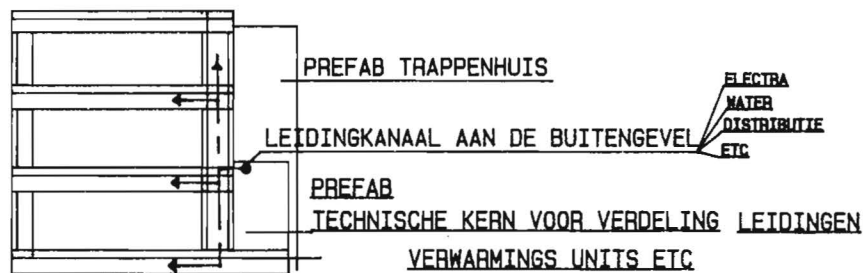 PREFAB TRAPPENHUIS
ELECTRA
WATER
DISTRIBUTIE
ETC
LEIDINGKANAAL AAN DE BUITENGEVEL
PREFAB
TECHNISCHE KERN VOOR VERDELING LEIDINGEN
VERWARMINGS UNITS ETC